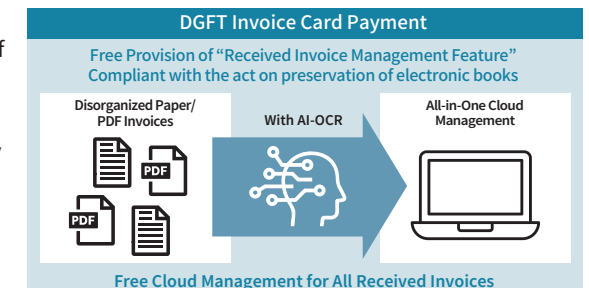 f
DGFT Invoice Card Payment
Free Provision of “Received Invoice Management Feature”
Compliant with the act on preservation of electronic books
Disorganized Paper/
PDF Invoices
With AI-OCR
All-in-One Cloud
Management
PDF
PDF
Free Cloud Management for All Received Invoices